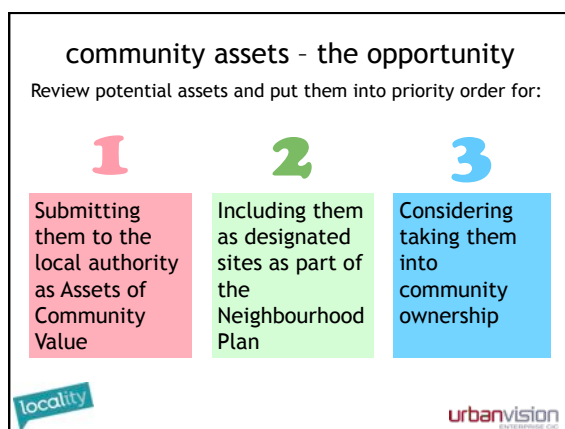 community assets – the opportunity
Review potential assets and put them into priority order for:
1
2
3
Submitting
them to the
local authority
as Assets of
Community
Value
Including them
as designated
sites as part of
the
Neighbourhood
Plan
Considering
taking them
into
community
ownership
locality
urbanvision
ENTERPRISE CIC